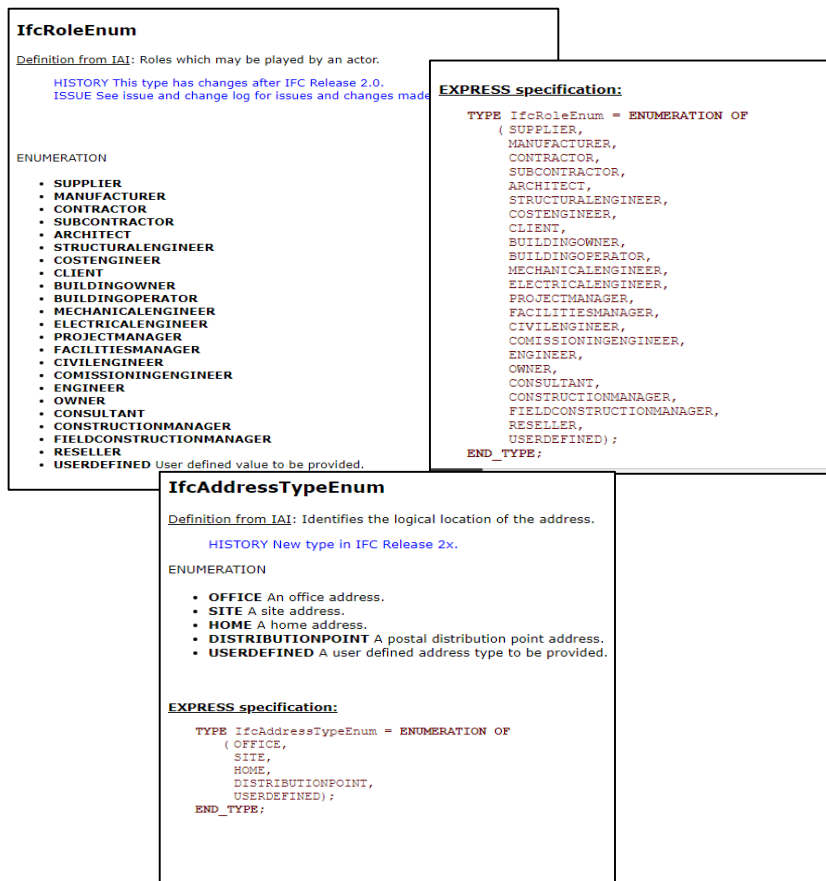 IfcRoleEnum
Definition from IAI: Roles which may be played by an actor.
HISTORY This type has changes after IFC Release 2.0.
ISSUE See issue and change log for issues and changes made
ENUMERATION
• SUPPLIER
• MANUFACTURER
• CONTRACTOR
• SUBCONTRACTOR
• ARCHITECT
• STRUCTURALENGINEER
• COSTENGINEER
• CLIENT
• BUILDINGOWNER
• BUILDINGOPERATOR
• MECHANICALENGINEER
• ELECTRICALENGINEER
• PROJECTMANAGER
• FACILITIESMANAGER
• CIVILENGINEER
• COMISSIONINGENGINEER
• ENGINEER
• OWNER
• CONSULTANT
• CONSTRUCTIONMANAGER
• FIELDCONSTRUCTIONMANAGER
• RESELLER
• USERDEFINED User defined value to be provided.
EXPRESS specification:
TYPE IfcRoleEnum = ENUMERATION OF
( SUPPLIER,
MANUFACTURER,
CONTRACTOR,
SUBCONTRACTOR,
ARCHITECT,
STRUCTURALENGINEER,
COSTENGINEER,
CLIENT,
BUILDINGOWNER,
BUILDINGOPERATOR,
MECHANICALENGINEER,
ELECTRICALENGINEER,
PROJECTMANAGER,
FACILITIESMANAGER,
CIVILENGINEER,
COMISSIONINGENGINEER,
ENGINEER,
OWNER,
CONSULTANT,
CONSTRUCTIONMANAGER,
FIELDCONSTRUCTIONMANAGER,
RESELLER,
USERDEFINED);
END_TYPE;
IfcAddressTypeEnum
Definition from IAI: Identifies the logical location of the address.
HISTORY New type in IFC Release 2x.
ENUMERATION
• OFFICE An office address.
• SITE A site address.
• HOME A home address.
• DISTRIBUTIONPOINT A postal distribution point address.
• USERDEFINED A user defined address type to be provided.
EXPRESS specification:
TYPE IfcAddressTypeEnum = ENUMERATION OF
( OFFICE,
SITE,
HOME,
DISTRIBUTIONPOINT,
USERDEFINED);
END_TYPE;